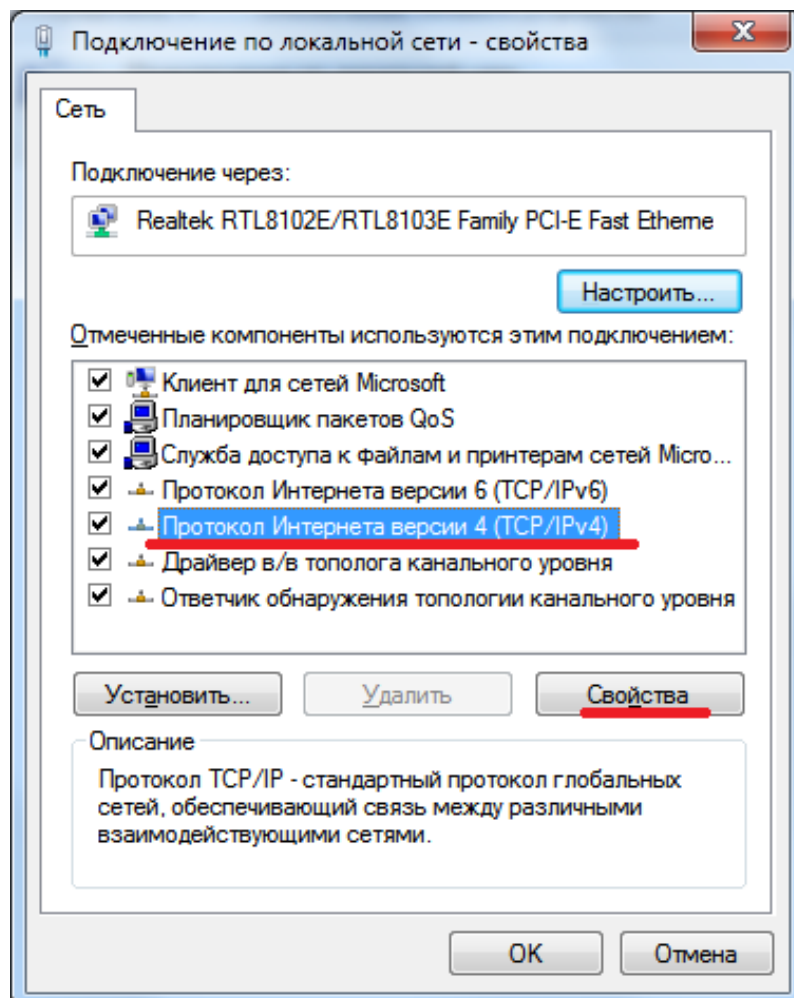 Подключение по локальной сети - свойства
X
Сеть
Подключение через:
Realtek RTL8102E/RTL8103E Family PCI-E Fast Etherne
Настроить...
Отмеченные компоненты используются этим подключением:
Клиент для сетей Microsoft
Планировщик пакетов QoS
Служба доступа к файлам и принтерам сетей Micro...
Протокол Интернета версии 6 (TCP/IPv6)
Протокол Интернета версии 4 (TCP/IPv4)
Драйвер в/в тополога канального уровня
Ответчик обнаружения топологии канального уровня
Установить...
Удалить
Свойства
Описание
Протокол TCP/IP - стандартный протокол глобальных
сетей, обеспечивающий связь между различными
взаимодействующими сетями.
OK
Отмена